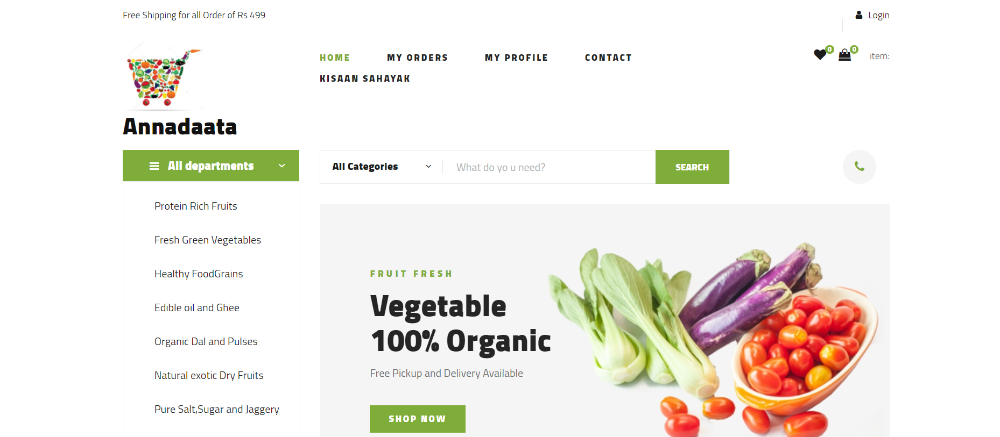 Free Shipping for all Order of Rs 499
Login
HOME MY ORDERS MY PROFILE CONTACT
KISAAN SAHAYAK
0 0 item:
Annadaata
All departments
All Categories What do yo u need? SEARCH
Protein Rich Fruits
Fresh Green Vegetables
Healthy FoodGrains
Edible oil and Ghee
Organic Dal and Pulses
Natural exotic Dry Fruits
Pure Salt,Sugar and Jaggery
FRUIT FRESH
Vegetable
100% Organic
Free Pickup and Delivery Available
SHOP NOW